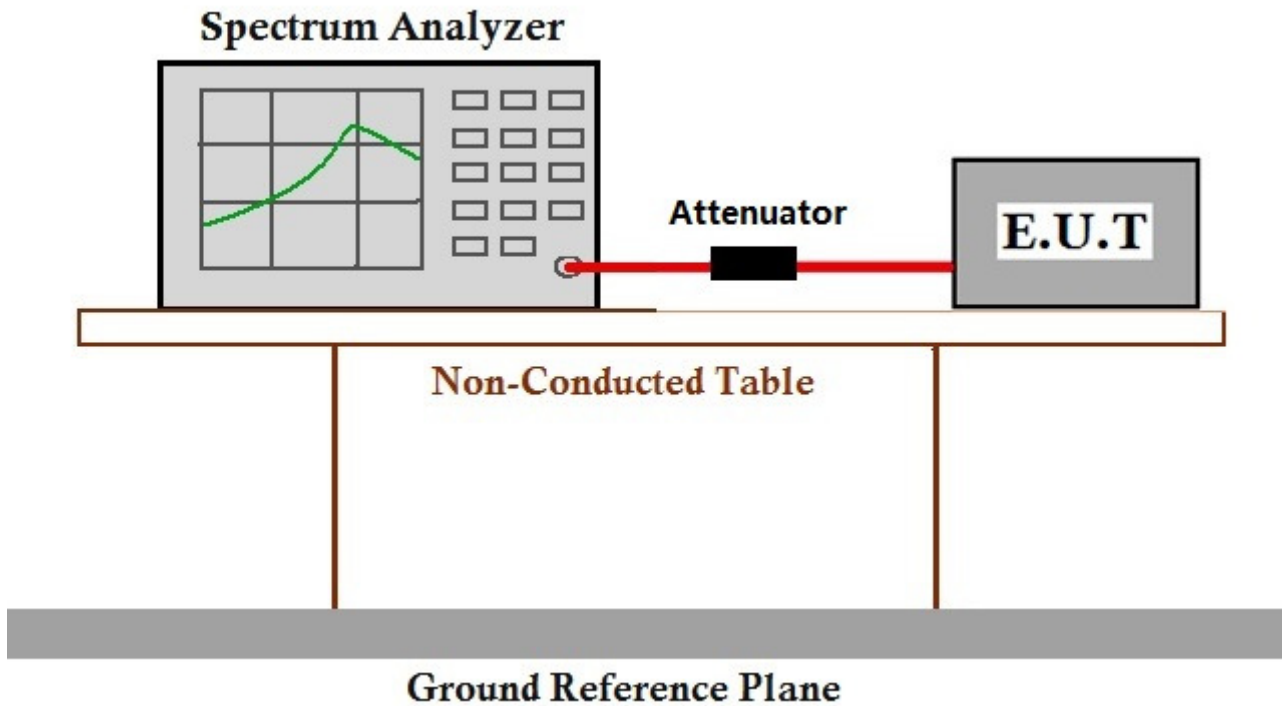 Spectrum Analyzer
Attenuator
E.U.T
Non-Conducted Table
Ground Reference Plane